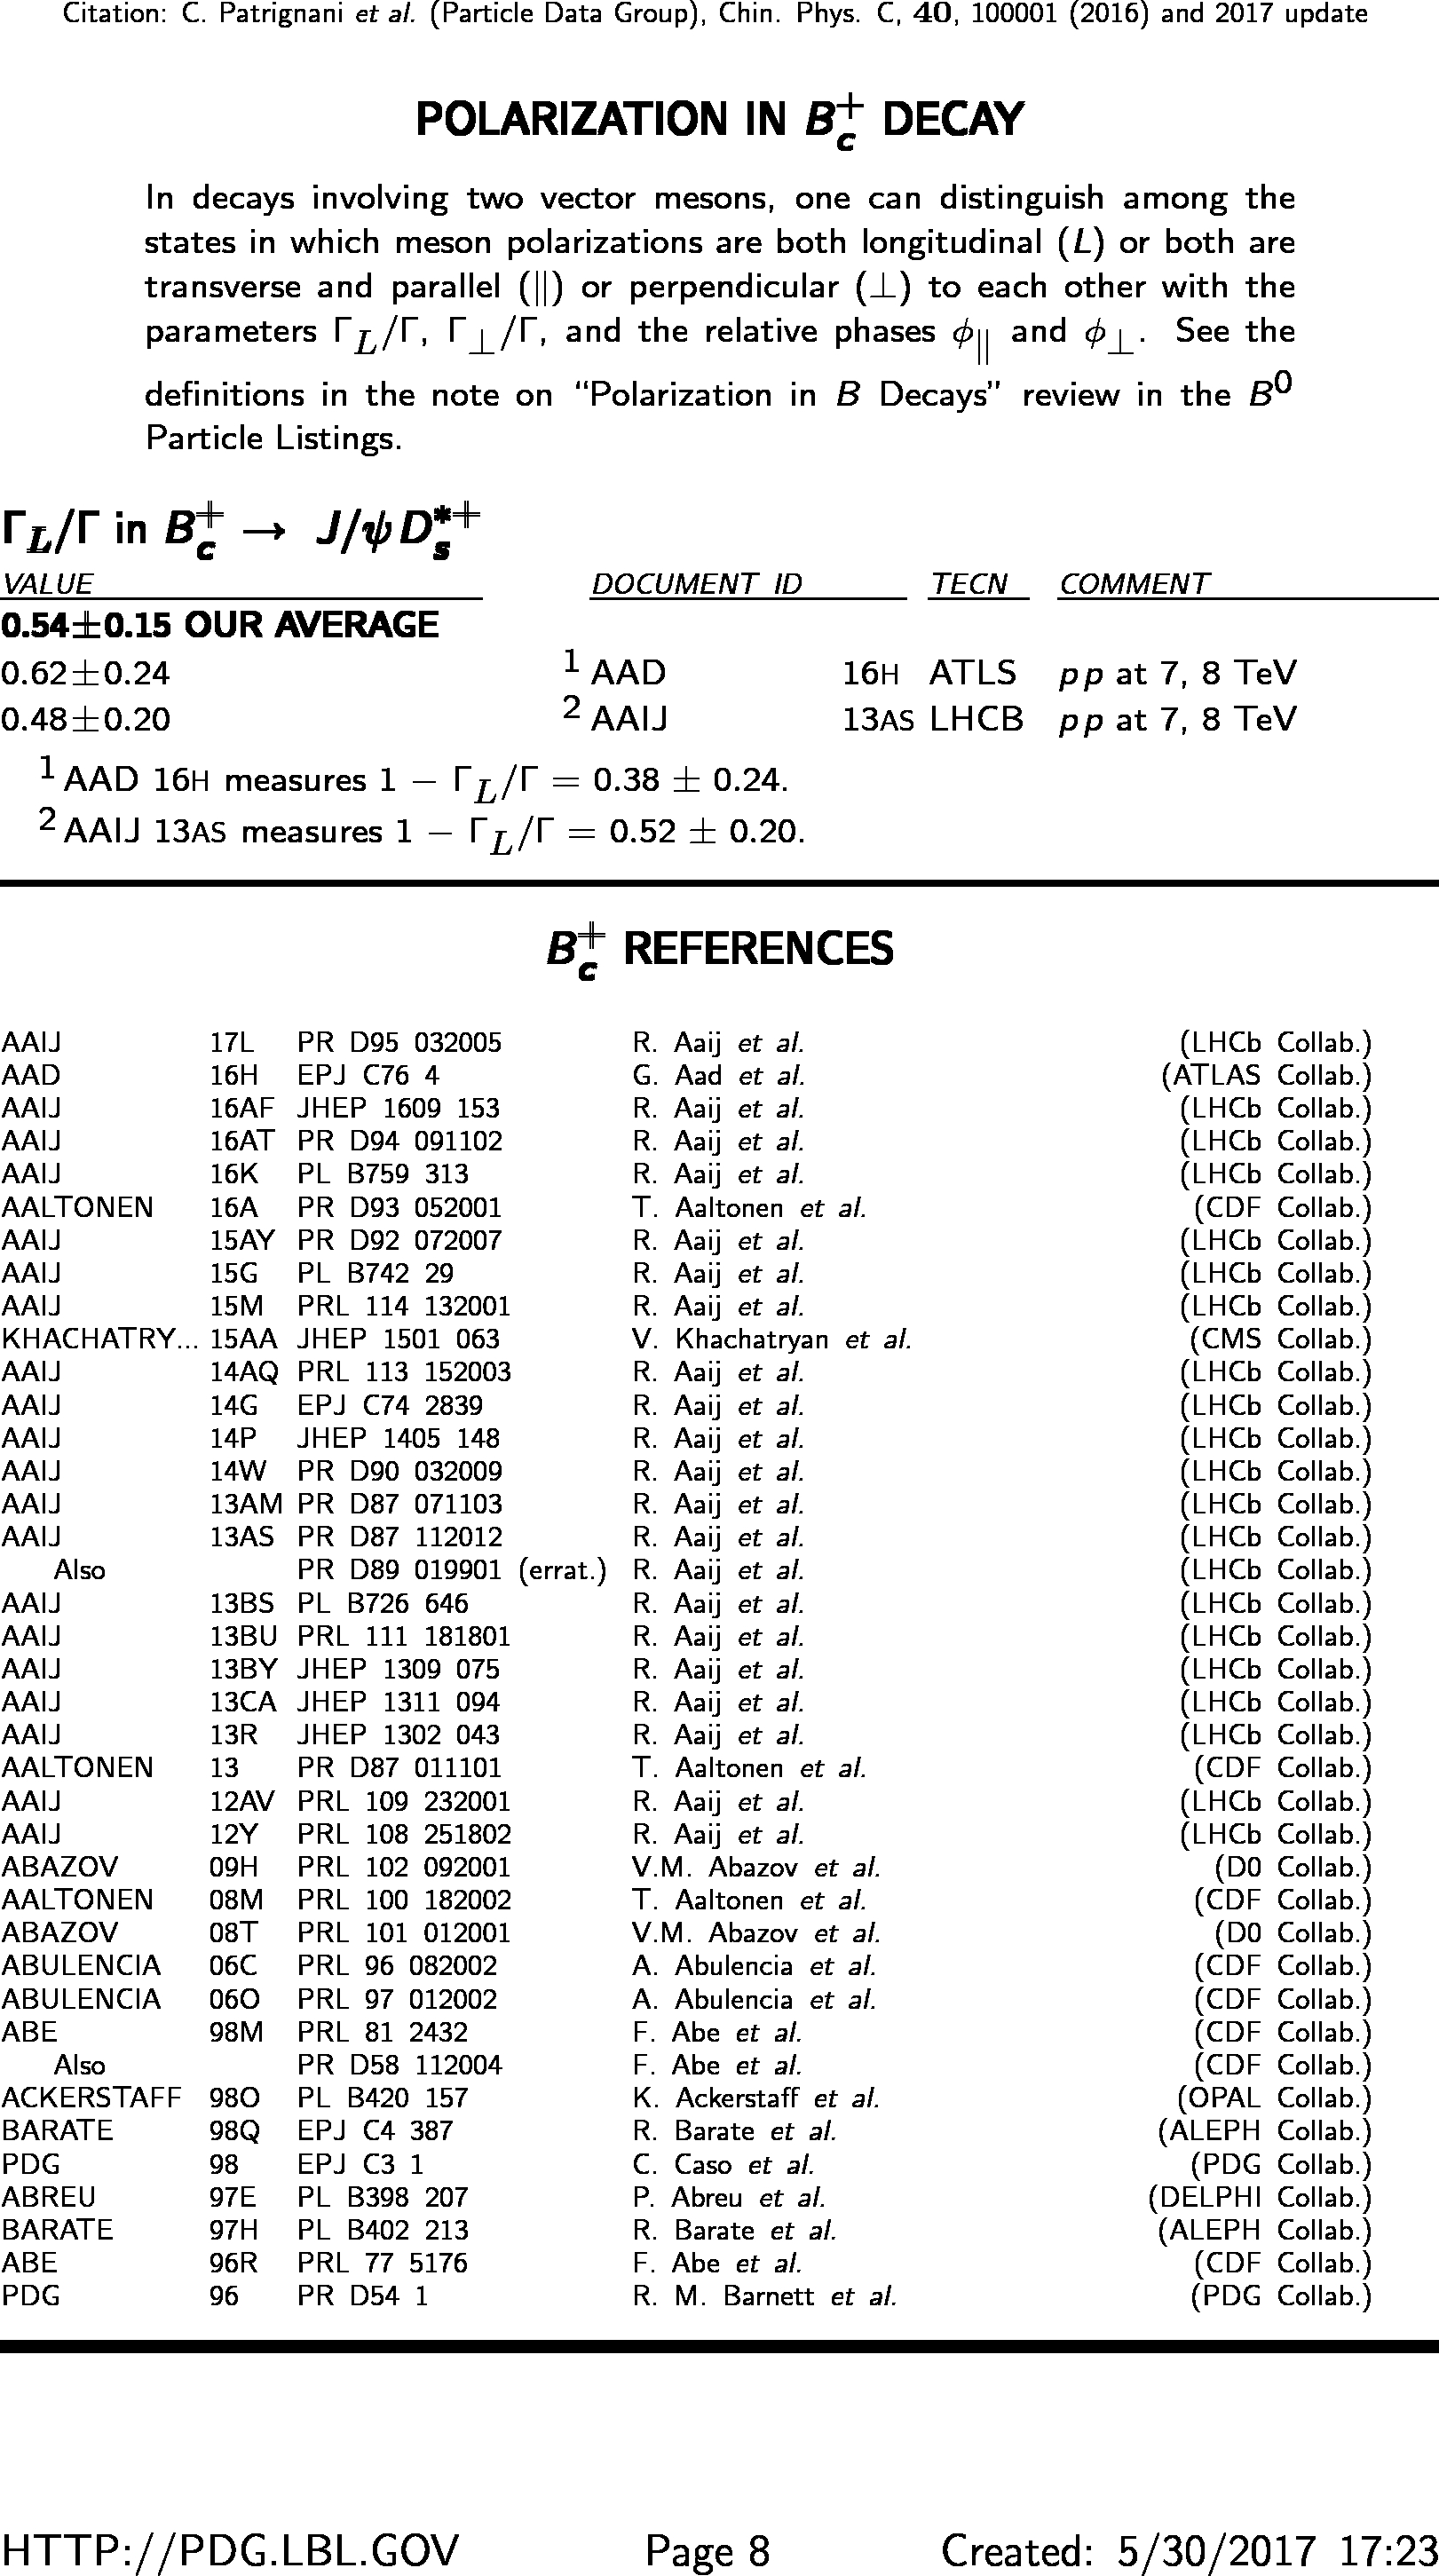 Citation: C. Patrignani et al. (Particle Data Group), Chin. Phys. C, 40, 100001 (2016) and 2017 update
POLARIZATION IN B_c^+ DECAY
In decays involving two vector mesons, one can distinguish among the
states in which meson polarizations are both longitudinal (L) or both are
transverse and parallel (∥) or perpendicular (⊥) to each other with the
parameters Γ_L/Γ, Γ_⊥/Γ, and the relative phases ϕ_∥ and ϕ_⊥. See the
definitions in the note on “Polarization in B Decays” review in the B^0
Particle Listings.
Γ_L/Γ in B_c^+ → J/ψ D_s^{*+}
VALUE DOCUMENT ID TECN COMMENT
0.54±0.15 OUR AVERAGE
0.62±0.24 ^1 AAD 16H ATLS pp at 7, 8 TeV
0.48±0.20 ^2 AAIJ 13AS LHCB pp at 7, 8 TeV
^1 AAD 16H measures 1 − Γ_L/Γ = 0.38 ± 0.24.
^2 AAIJ 13AS measures 1 − Γ_L/Γ = 0.52 ± 0.20.
B_c^+ REFERENCES
AAIJ 17L PR D95 032005 R. Aaij et al. (LHCb Collab.)
AAD 16H EPJ C76 4 G. Aad et al. (ATLAS Collab.)
AAIJ 16AF JHEP 1609 153 R. Aaij et al. (LHCb Collab.)
AAIJ 16AT PR D94 091102 R. Aaij et al. (LHCb Collab.)
AAIJ 16K PL B759 313 R. Aaij et al. (LHCb Collab.)
AALTONEN 16A PR D93 052001 T. Aaltonen et al. (CDF Collab.)
AAIJ 15AY PR D92 072007 R. Aaij et al. (LHCb Collab.)
AAIJ 15G PL B742 29 R. Aaij et al. (LHCb Collab.)
AAIJ 15M PRL 114 132001 R. Aaij et al. (LHCb Collab.)
KHACHATRY... 15AA JHEP 1501 063 V. Khachatryan et al. (CMS Collab.)
AAIJ 14AQ PRL 113 152003 R. Aaij et al. (LHCb Collab.)
AAIJ 14G EPJ C74 2839 R. Aaij et al. (LHCb Collab.)
AAIJ 14P JHEP 1405 148 R. Aaij et al. (LHCb Collab.)
AAIJ 14W PR D90 032009 R. Aaij et al. (LHCb Collab.)
AAIJ 13AM PR D87 071103 R. Aaij et al. (LHCb Collab.)
AAIJ 13AS PR D87 112012 R. Aaij et al. (LHCb Collab.)
Also PR D89 019901 (errat.) R. Aaij et al. (LHCb Collab.)
AAIJ 13BS PL B726 646 R. Aaij et al. (LHCb Collab.)
AAIJ 13BU PRL 111 181801 R. Aaij et al. (LHCb Collab.)
AAIJ 13BY JHEP 1309 075 R. Aaij et al. (LHCb Collab.)
AAIJ 13CA JHEP 1311 094 R. Aaij et al. (LHCb Collab.)
AAIJ 13R JHEP 1302 043 R. Aaij et al. (LHCb Collab.)
AALTONEN 13 PR D87 011101 T. Aaltonen et al. (CDF Collab.)
AAIJ 12AV PRL 109 232001 R. Aaij et al. (LHCb Collab.)
AAIJ 12Y PRL 108 251802 R. Aaij et al. (LHCb Collab.)
ABAZOV 09H PRL 102 092001 V.M. Abazov et al. (D0 Collab.)
AALTONEN 08M PRL 100 182002 T. Aaltonen et al. (CDF Collab.)
ABAZOV 08T PRL 101 012001 V.M. Abazov et al. (D0 Collab.)
ABULENCIA 06C PRL 96 082002 A. Abulencia et al. (CDF Collab.)
ABULENCIA 06O PRL 97 012002 A. Abulencia et al. (CDF Collab.)
ABE 98M PRL 81 2432 F. Abe et al. (CDF Collab.)
Also PR D58 112004 F. Abe et al. (CDF Collab.)
ACKERSTAFF 98O PL B420 157 K. Ackerstaff et al. (OPAL Collab.)
BARATE 98Q EPJ C4 387 R. Barate et al. (ALEPH Collab.)
PDG 98 EPJ C3 1 C. Caso et al. (PDG Collab.)
ABREU 97E PL B398 207 P. Abreu et al. (DELPHI Collab.)
BARATE 97H PL B402 213 R. Barate et al. (ALEPH Collab.)
ABE 96R PRL 77 5176 F. Abe et al. (CDF Collab.)
PDG 96 PR D54 1 R. M. Barnett et al. (PDG Collab.)
HTTP://PDG.LBL.GOV Page 8 Created: 5/30/2017 17:23